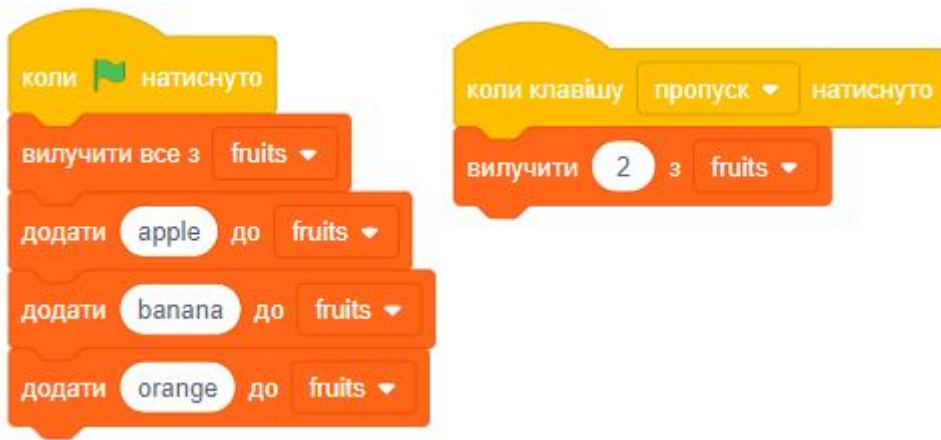 коли натиснуто
вилучити все з fruits
додати apple до fruits
додати banana до fruits
додати orange до fruits
коли клавішу пропуск натиснуто
вилучити 2 з fruits